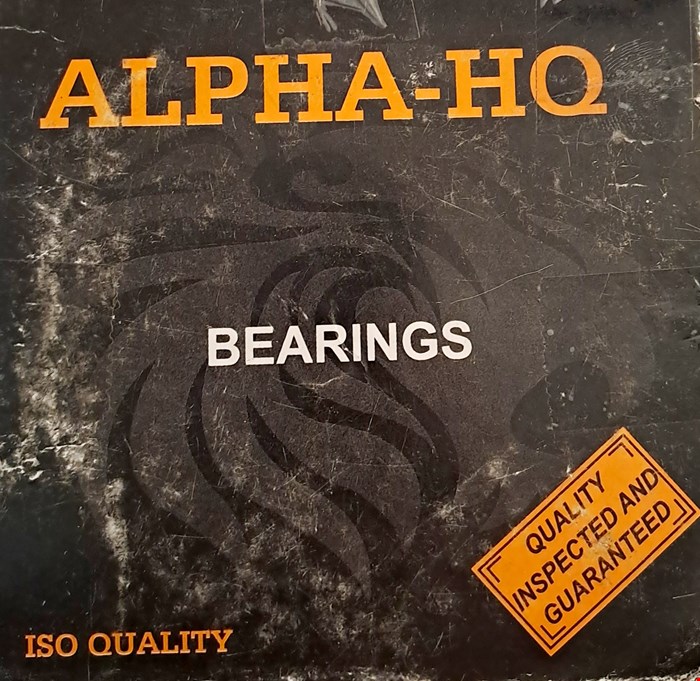 ALPHA-HQ
BEARINGS
QUALITY
INSPECTED AND
GUARANTEED
ISO QUALITY